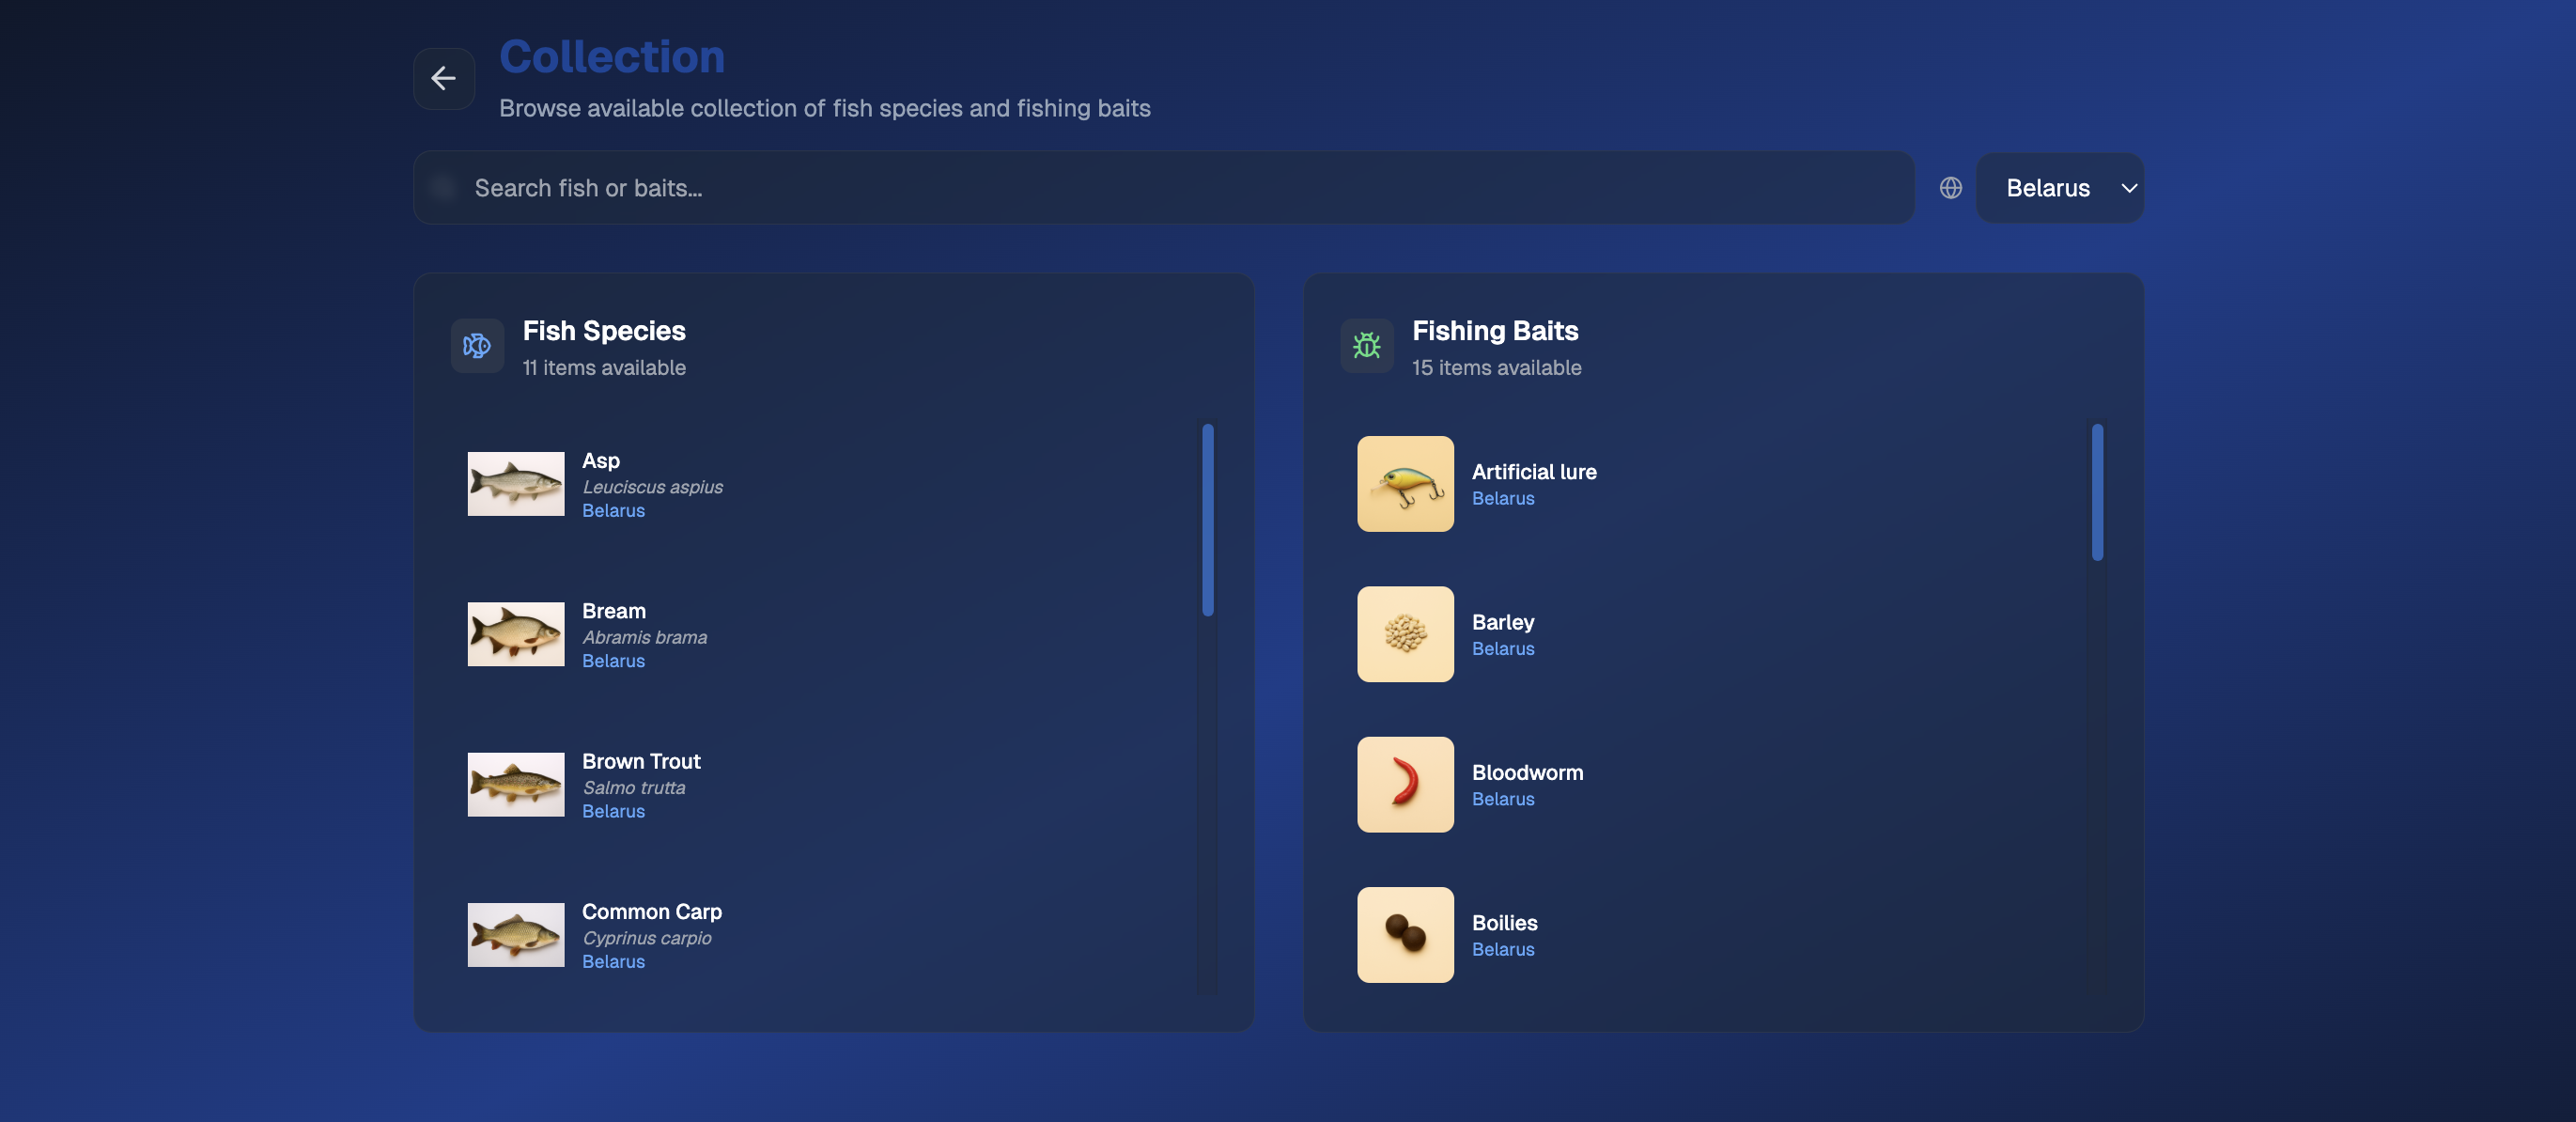 Collection
Browse available collection of fish species and fishing baits
Search fish or baits...
Belarus
Fish Species
11 items available
Asp
Leuciscus aspius
Belarus
Bream
Abramis brama
Belarus
Brown Trout
Salmo trutta
Belarus
Common Carp
Cyprinus carpio
Belarus
Fishing Baits
15 items available
Artificial lure
Belarus
Barley
Belarus
Bloodworm
Belarus
Boilies
Belarus